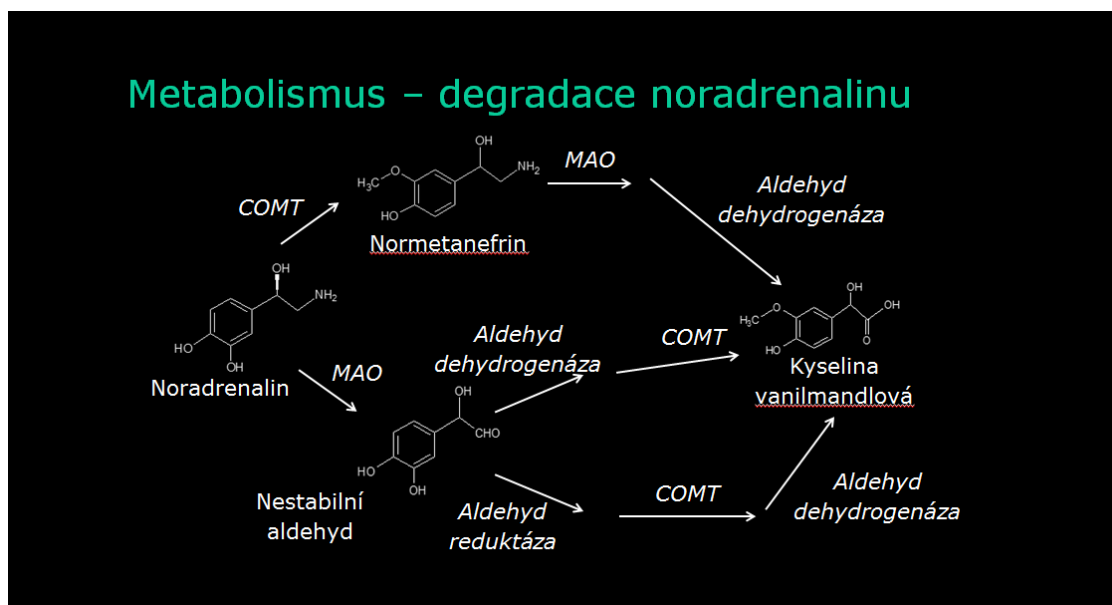 Metabolismus – degradace noradrenalinu
OH
NH₂
O
H₃C
HO
Normetanefrin
COMT
MAO
Aldehyd
dehydrogenáza
OH
NH₂
HO
OH
Noradrenalin
MAO
Aldehyd
dehydrogenáza
COMT
OH
O
OH
H₃C
HO
O
Kyselina
vanilmandlová
OH
CHO
HO
OH
Nestabilní
aldehyd
Aldehyd
reduktáza
COMT
Aldehyd
dehydrogenáza